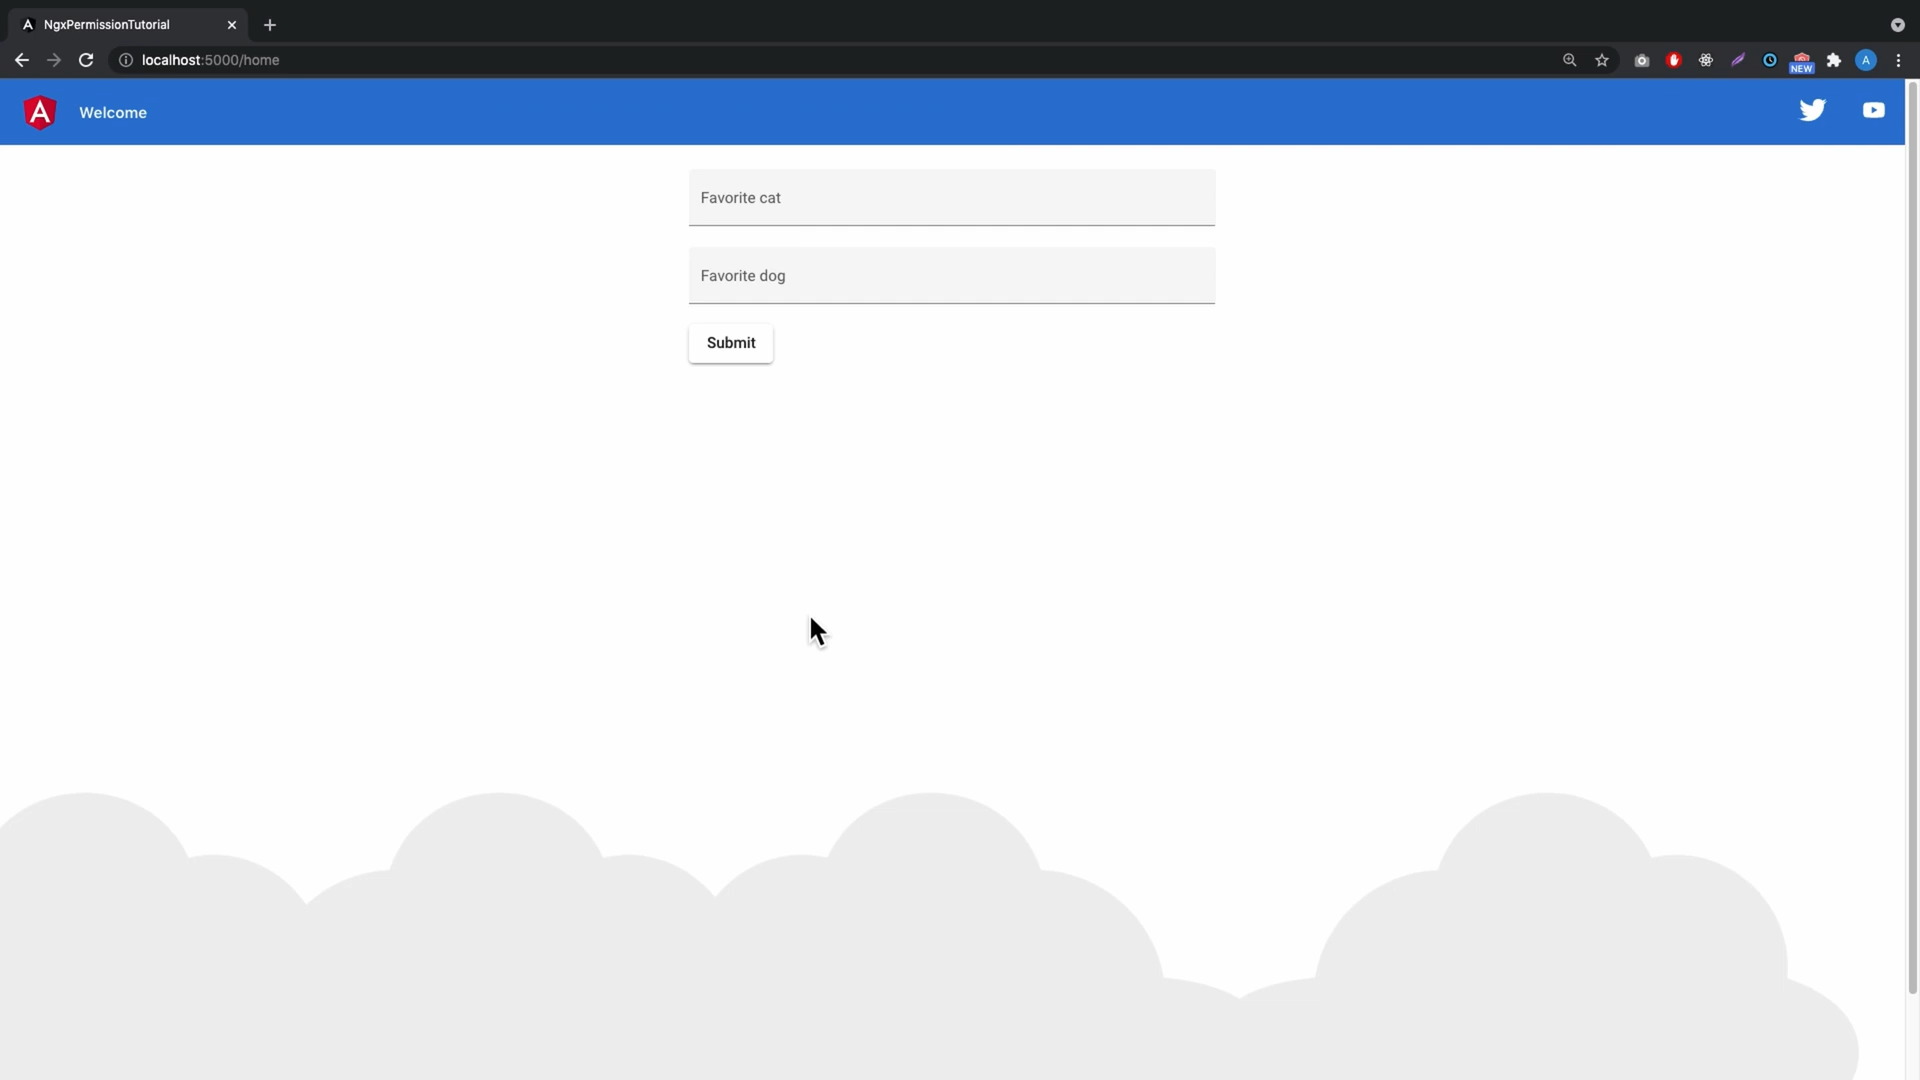 NgxPermissionTutorial
localhost:5000/home
NEW
A
Welcome
Favorite cat
Favorite dog
Submit